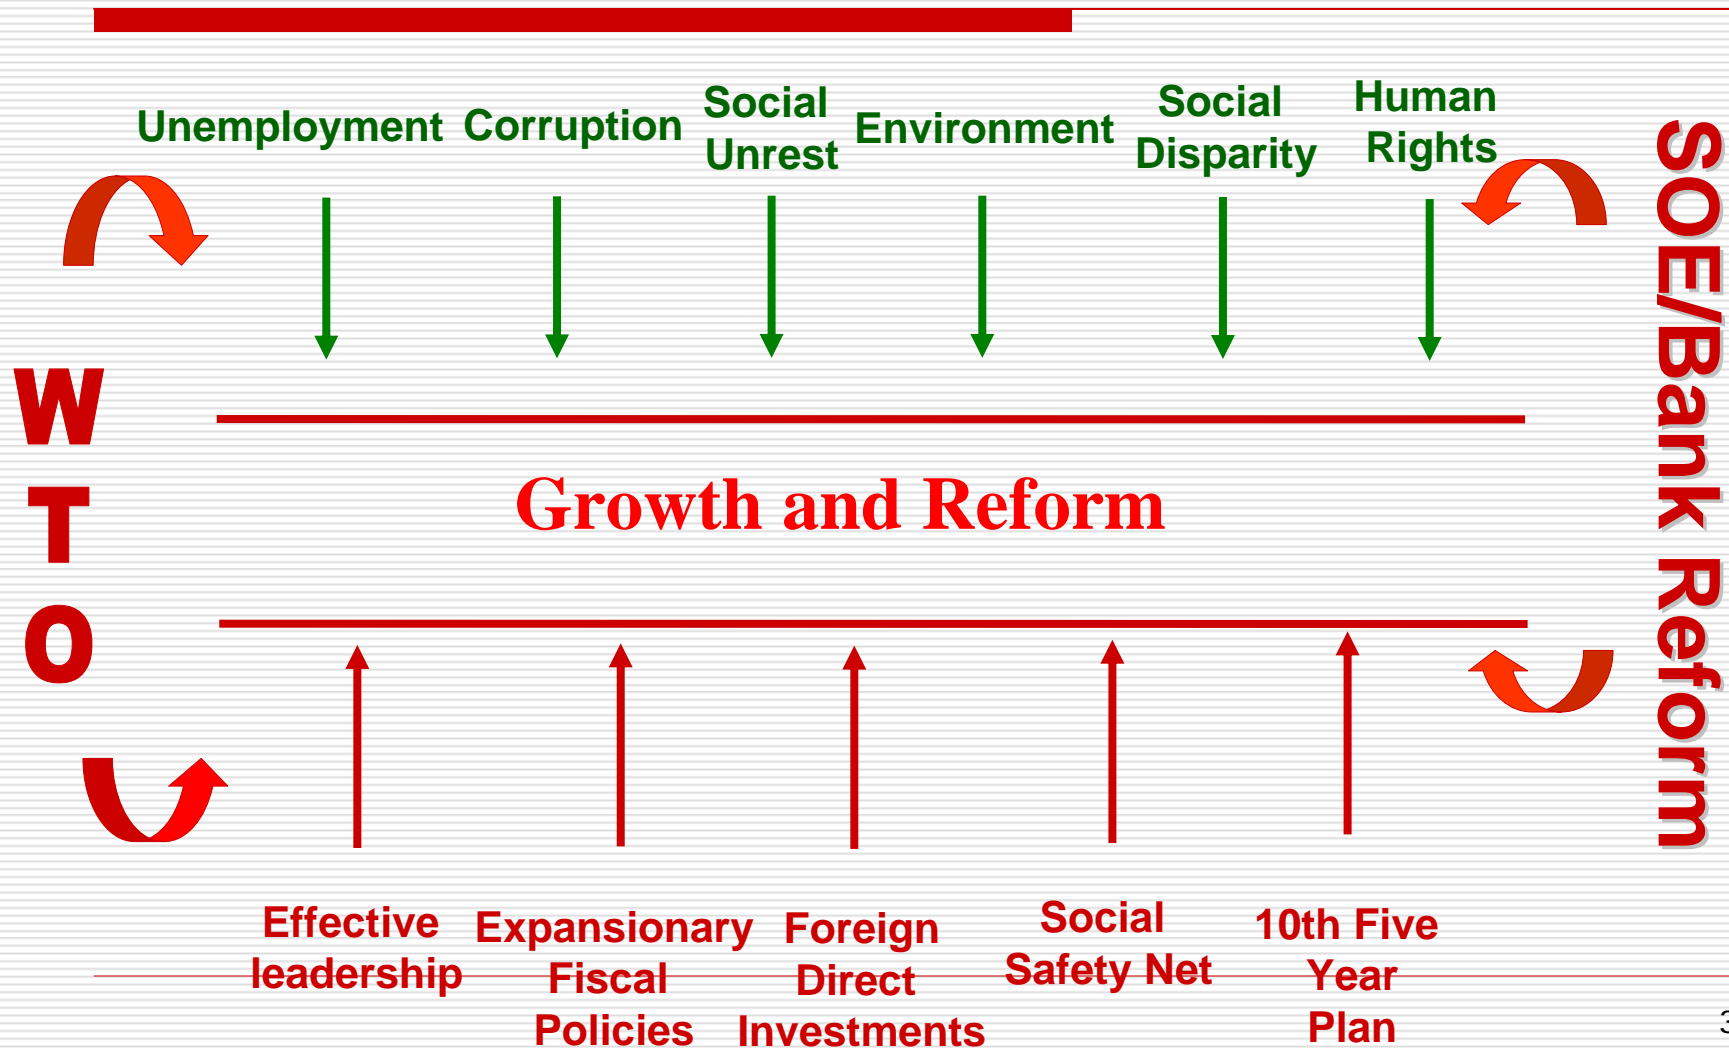 Unemployment
Corruption
Social
Unrest
Environment
Social
Disparity
Human
Rights
W
T
O
Growth and Reform
SOE/Bank Reform
Effective
leadership
Expansionary
Fiscal
Policies
Foreign
Direct
Investments
Social
Safety Net
10th Five
Year
Plan